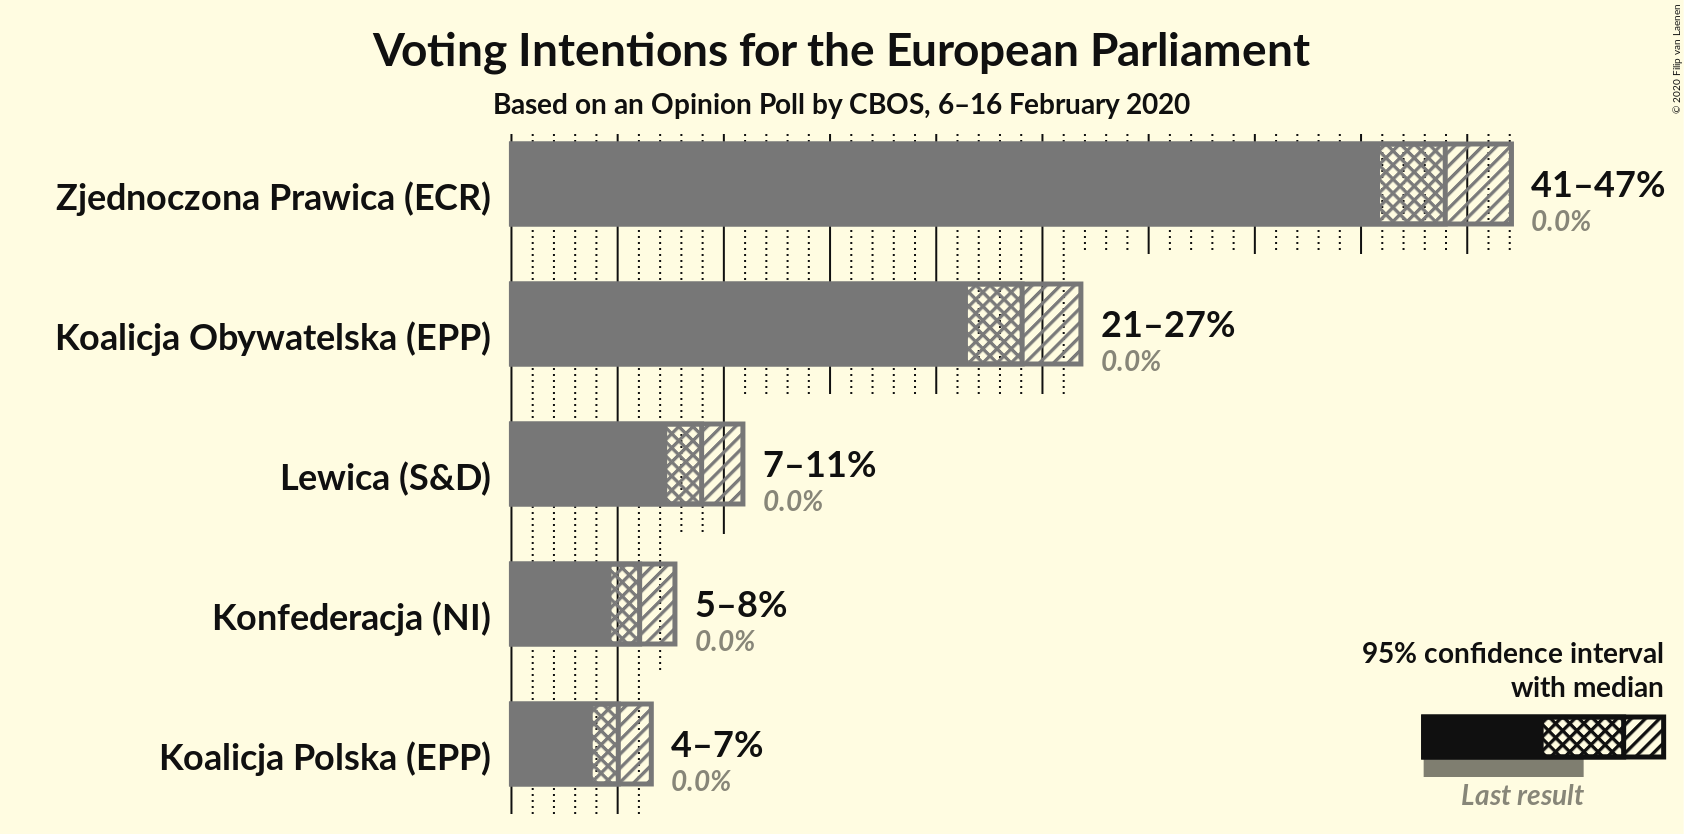 Voting Intentions for the European Parliament
Based on an Opinion Poll by CBOS, 6–16 February 2020
© 2020 Filip van Laenen
Zjednoczona Prawica (ECR)
41–47%
0.0%
Koalicja Obywatelska (EPP)
21–27%
0.0%
Lewica (S&D)
7–11%
0.0%
Konfederacja (NI)
5–8%
0.0%
Koalicja Polska (EPP)
4–7%
0.0%
95% confidence interval
with median
Last result